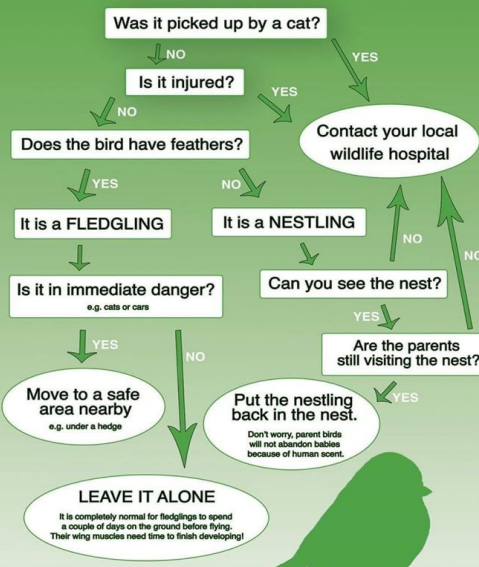 Was it picked up by a cat?
NO
YES
Is it injured?
NO
YES
Contact your local
wildlife hospital
Does the bird have feathers?
YES
NO
It is a FLEDGLING
It is a NESTLING
NO
NO
Is it in immediate danger?
e.g. cats or cars
Can you see the nest?
YES
YES
NO
Are the parents
still visiting the nest?
YES
Move to a safe
area nearby
e.g. under a hedge
Put the nestling
back in the nest.
Don't worry, parent birds
will not abandon babies
because of human scent.
LEAVE IT ALONE
It is completely normal for fledglings to spend
a couple of days on the ground before flying.
Their wing muscles need time to finish developing!